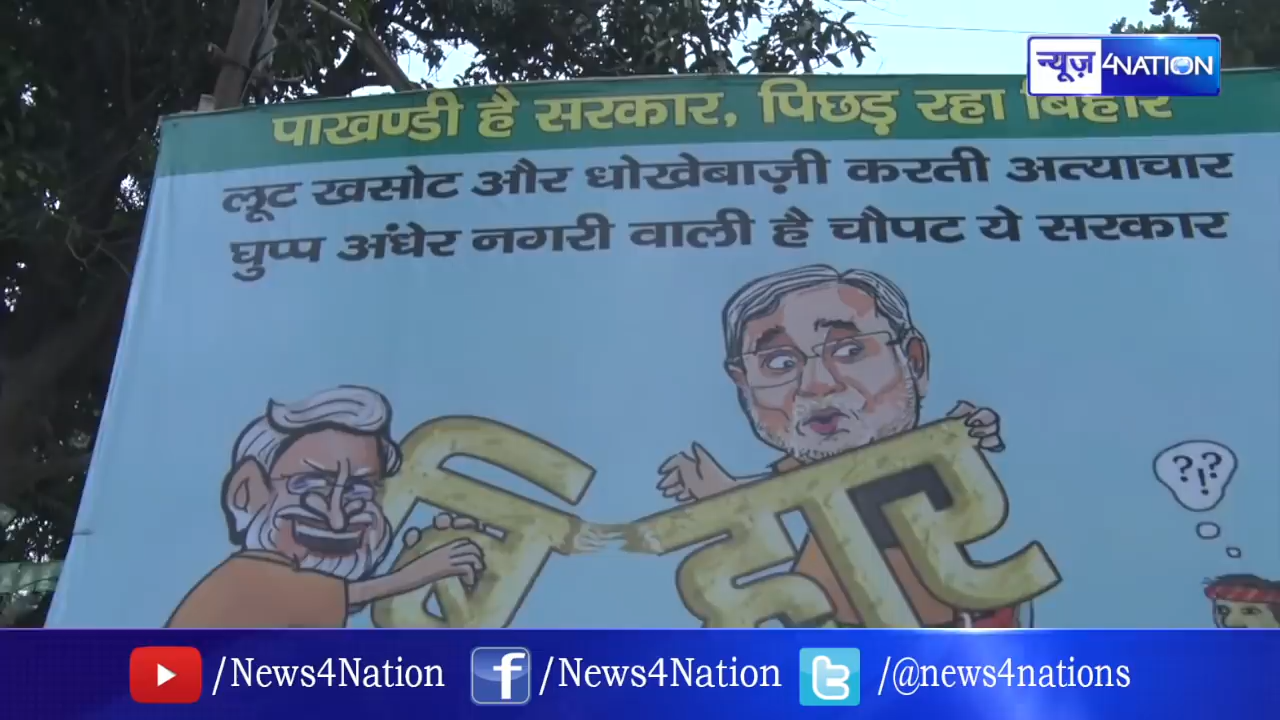 न्यूज़ 4NATION
पाखण्डी है सरकार, पिछड़ रहा बिहार
लूट खसोट और धोखेबाज़ी करती अत्याचार
घुप्प अंधेर नगरी वाली है चौपट ये सरकार
?!?
बिहार
/News4Nation /News4Nation /@news4nations